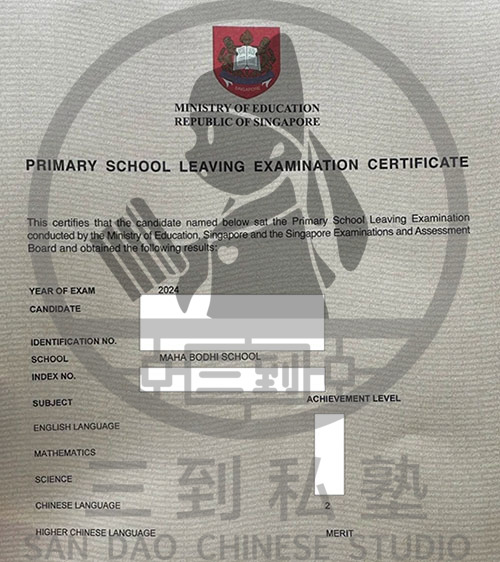 SINGAPORE
MINISTRY OF EDUCATION
REPUBLIC OF SINGAPORE
PRIMARY SCHOOL LEAVING EXAMINATION CERTIFICATE
This certifies that the candidate named below sat the Primary School Leaving Examination
conducted by the Ministry of Education, Singapore and the Singapore Examinations and Assessment
Board and obtained the following results:
YEAR OF EXAM 2024
CANDIDATE
IDENTIFICATION NO.
SCHOOL MAHA BODHI SCHOOL
INDEX NO.
三到
SUBJECT ACHIEVEMENT LEVEL
ENGLISH LANGUAGE
MATHEMATICS
SCIENCE
三到私塾
CHINESE LANGUAGE 2
HIGHER CHINESE LANGUAGE MERIT
SAN DAO CHINESE STUDIO